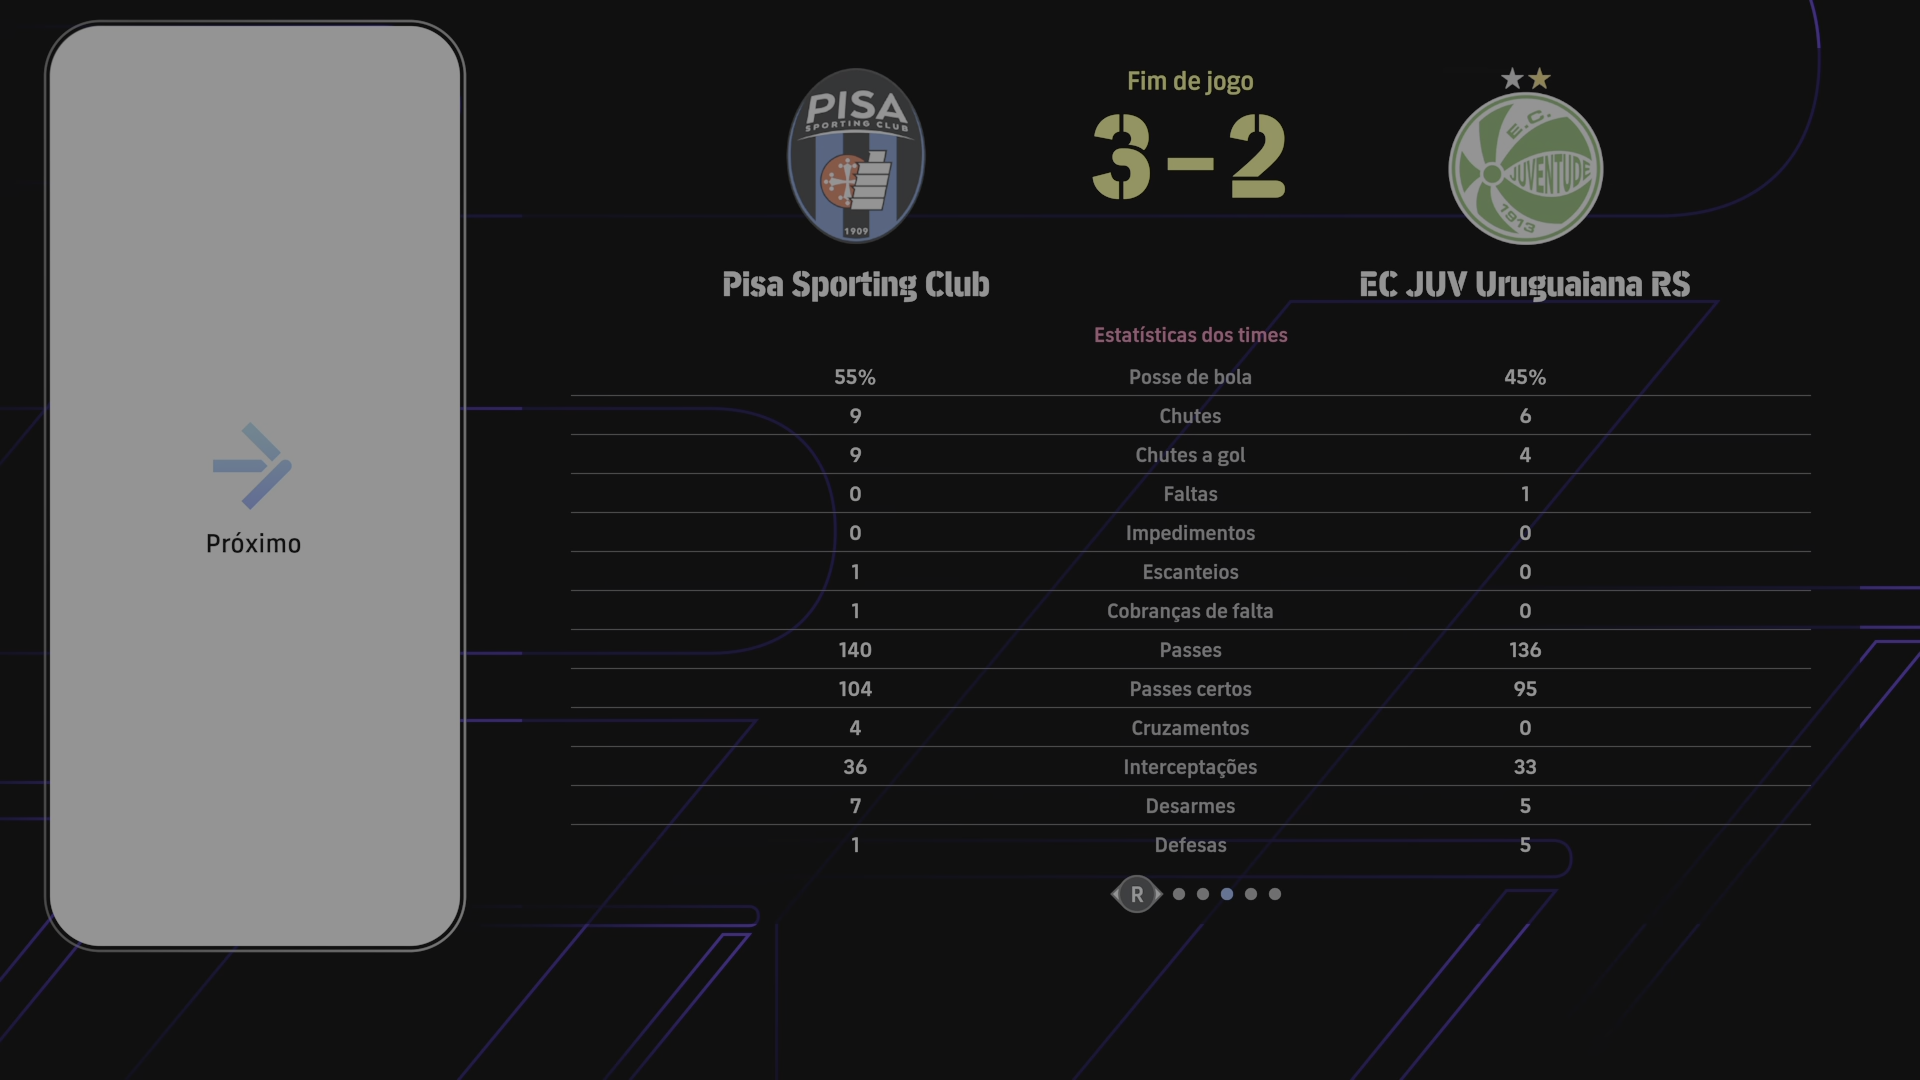 Próximo
PISA
SPORTING CLUB
1909
Fim de jogo
3-2
E.C.
JUVENTUDE
1913
Pisa Sporting Club
EC JUV Uruguaiana RS
Estatísticas dos times
55% Posse de bola 45%
9 Chutes 6
9 Chutes a gol 4
0 Faltas 1
0 Impedimentos 0
1 Escanteios 0
1 Cobranças de falta 0
140 Passes 136
104 Passes certos 95
4 Cruzamentos 0
36 Interceptações 33
7 Desarmes 5
1 Defesas 5
R